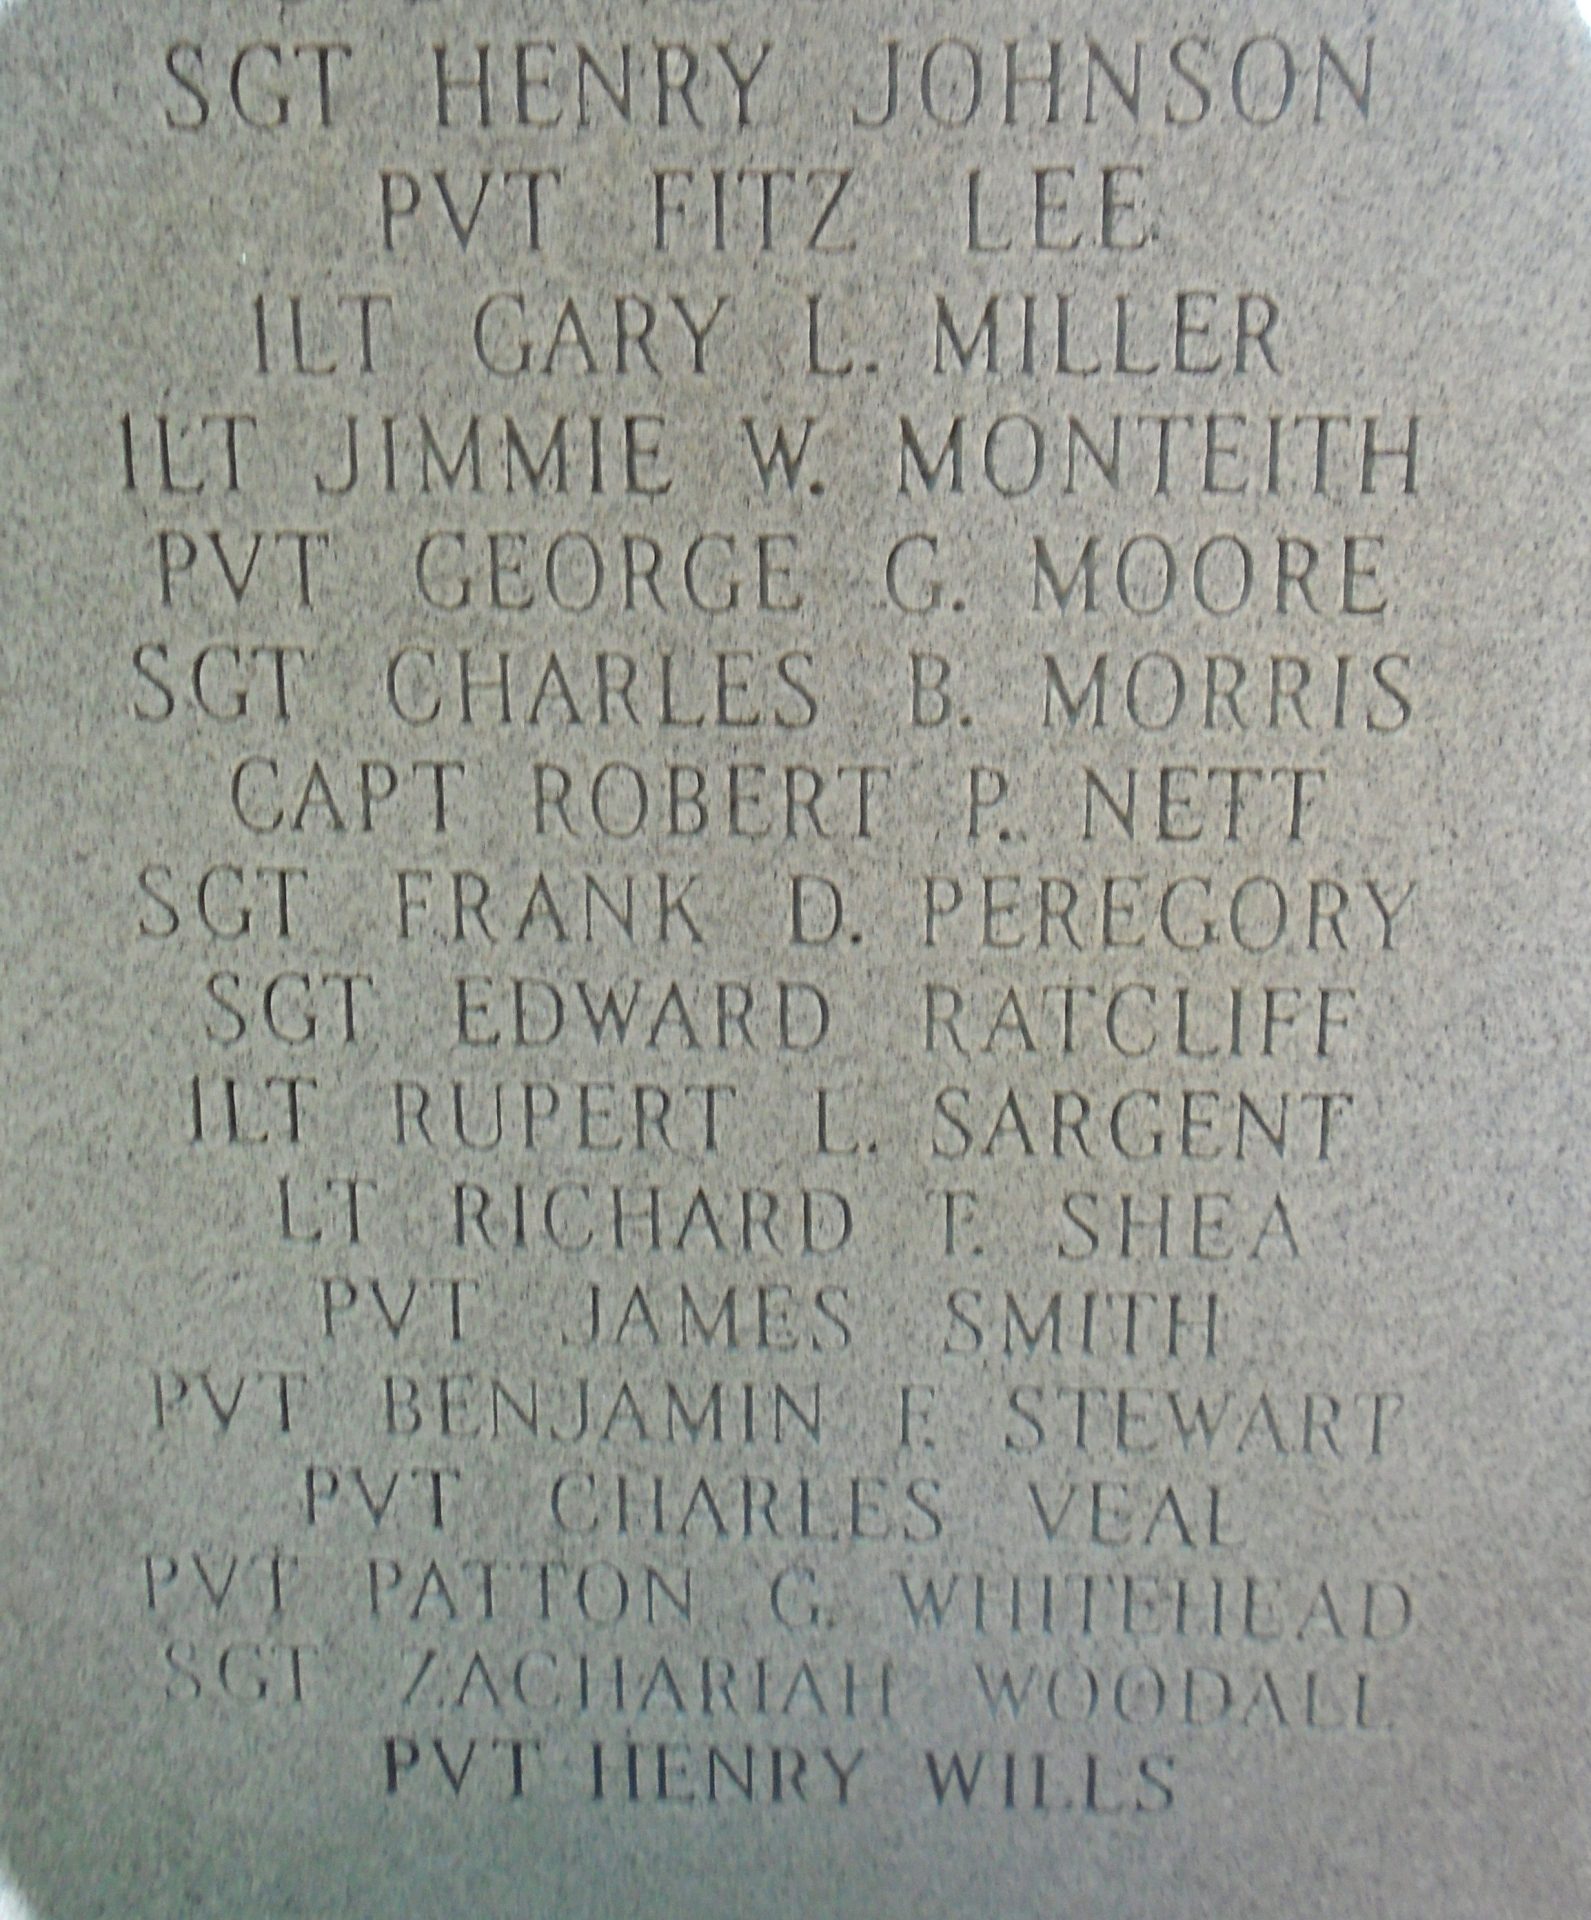 SGT HENRY JOHNSON
PVT FITZ LEE
1LT GARY L. MILLER
1LT JIMMIE W. MONTEITH
PVT GEORGE G. MOORE
SGT CHARLES B. MORRIS
CAPT ROBERT P. NETT
SGT FRANK D. PEREGORY
SGT EDWARD RATCLIFF
1LT RUPERT L. SARGENT
LT RICHARD T. SHEA
PVT JAMES SMITH
PVT BENJAMIN F. STEWART
PVT CHARLES VEAL
PVT PATTON G. WHITEHEAD
SGT ZACHARIAH WOODALL
PVT HENRY WILLS